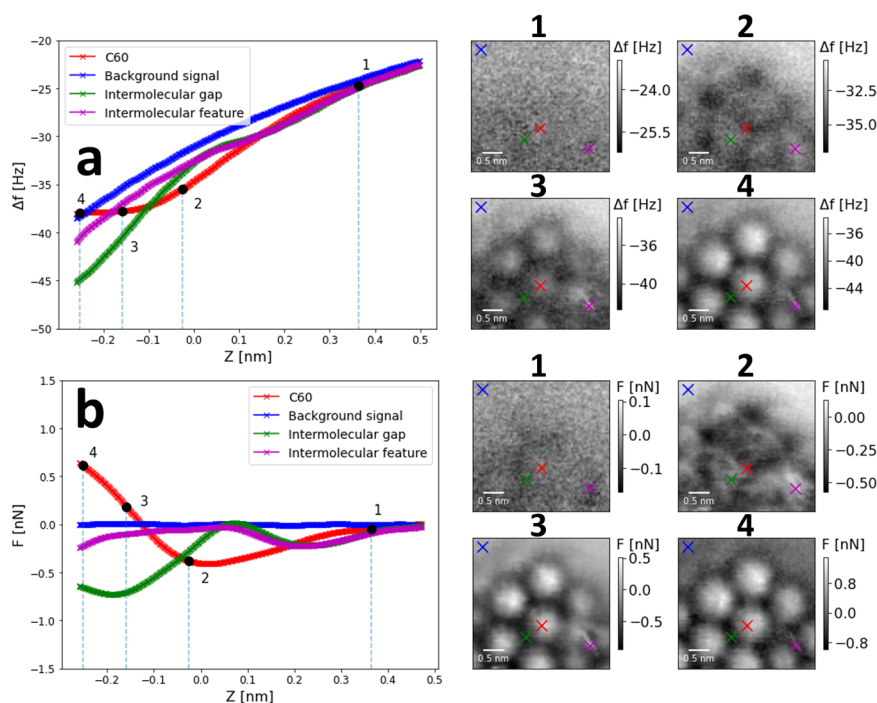 a
−20
−25
−30
−35
−40
−45
−50
Δf [Hz]
C60
Background signal
Intermolecular gap
Intermolecular feature
1
2
3
4
−0.3 −0.2 −0.1 0.0 0.1 0.2 0.3 0.4 0.5
Z [nm]
1
Δf [Hz]
−24.0
−25.5
0.5 nm
2
Δf [Hz]
−32.5
−35.0
0.5 nm
3
Δf [Hz]
−36
−40
0.5 nm
4
Δf [Hz]
−36
−40
−44
0.5 nm
b
1.5
1.0
0.5
0.0
−0.5
−1.0
−1.5
F [nN]
C60
Background signal
Intermolecular gap
Intermolecular feature
4
3
2
1
−0.2 −0.1 0.0 0.1 0.2 0.3 0.4 0.5
Z [nm]
1
F [nN]
0.1
0.0
−0.1
0.5 nm
2
F [nN]
0.00
−0.25
−0.50
0.5 nm
3
F [nN]
0.5
0.0
−0.5
0.5 nm
4
F [nN]
0.8
0.0
−0.8
0.5 nm